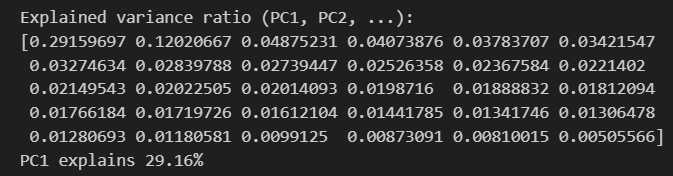 Explained variance ratio (PC1, PC2, ...):
[0.29159697 0.12020667 0.04875231 0.04073876 0.03783707 0.03421547
0.03274634 0.02839788 0.02739447 0.02526358 0.02367584 0.0221402
0.02149543 0.02022505 0.02014093 0.0198716 0.01888832 0.01812094
0.01766184 0.01719726 0.01612104 0.01441785 0.01341746 0.01306478
0.01280693 0.01180581 0.0099125 0.00873091 0.00810015 0.00505566]
PC1 explains 29.16%